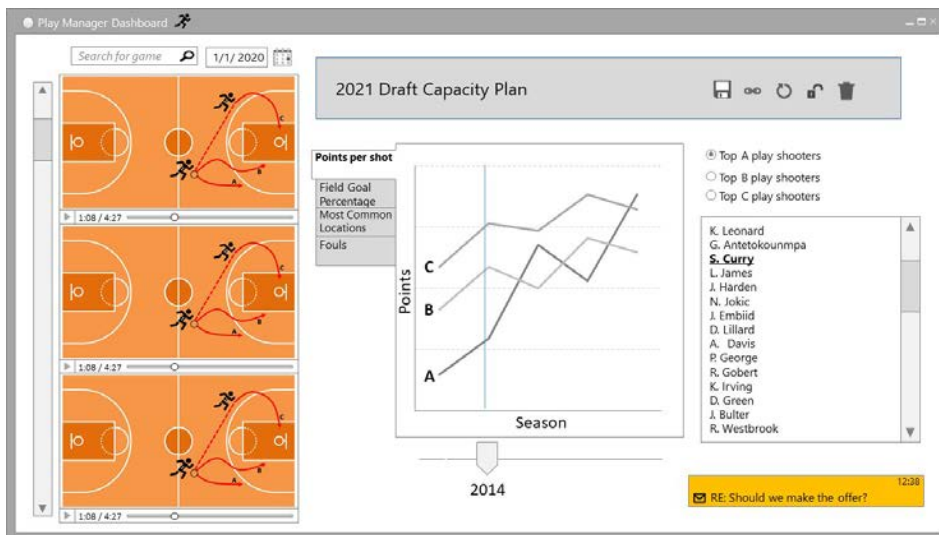 Play Manager Dashboard
Search for game
1/1/ 2020
C
B
A
1:08 / 4:27
C
B
A
1:08 / 4:27
C
B
A
1:08 / 4:27
2021 Draft Capacity Plan
Points per shot
Field Goal
Percentage
Most Common
Locations
Fouls
Points
C
B
A
Season
2014
Top A play shooters
Top B play shooters
Top C play shooters
K. Leonard
G. Antetokounmpa
S. Curry
L. James
J. Harden
N. Jokic
J. Embiid
D. Lillard
A. Davis
P. George
R. Gobert
K. Irving
D. Green
J. Bulter
R. Westbrook
12:38
RE: Should we make the offer?